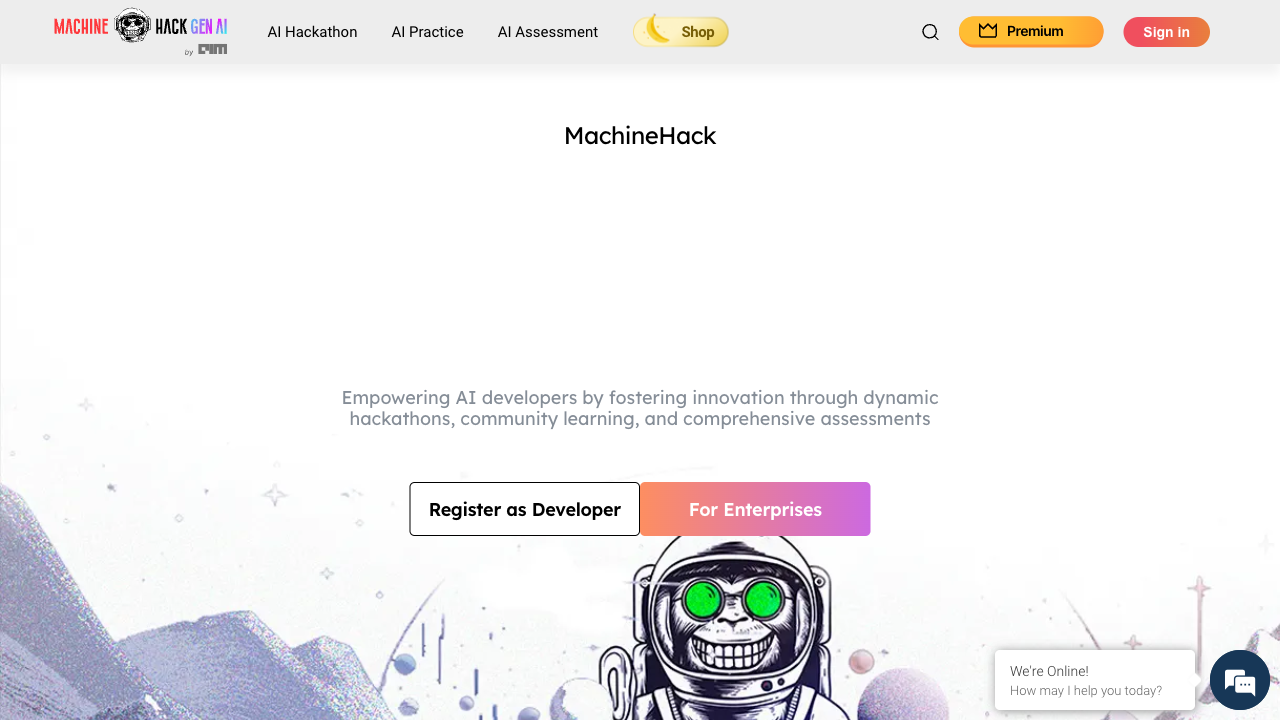 MACHINE HACK GEN AI
by AIM
AI Hackathon
AI Practice
AI Assessment
Shop
Premium
Sign in
MachineHack
Empowering AI developers by fostering innovation through dynamic
hackathons, community learning, and comprehensive assessments
Register as Developer
For Enterprises
We're Online!
How may I help you today?